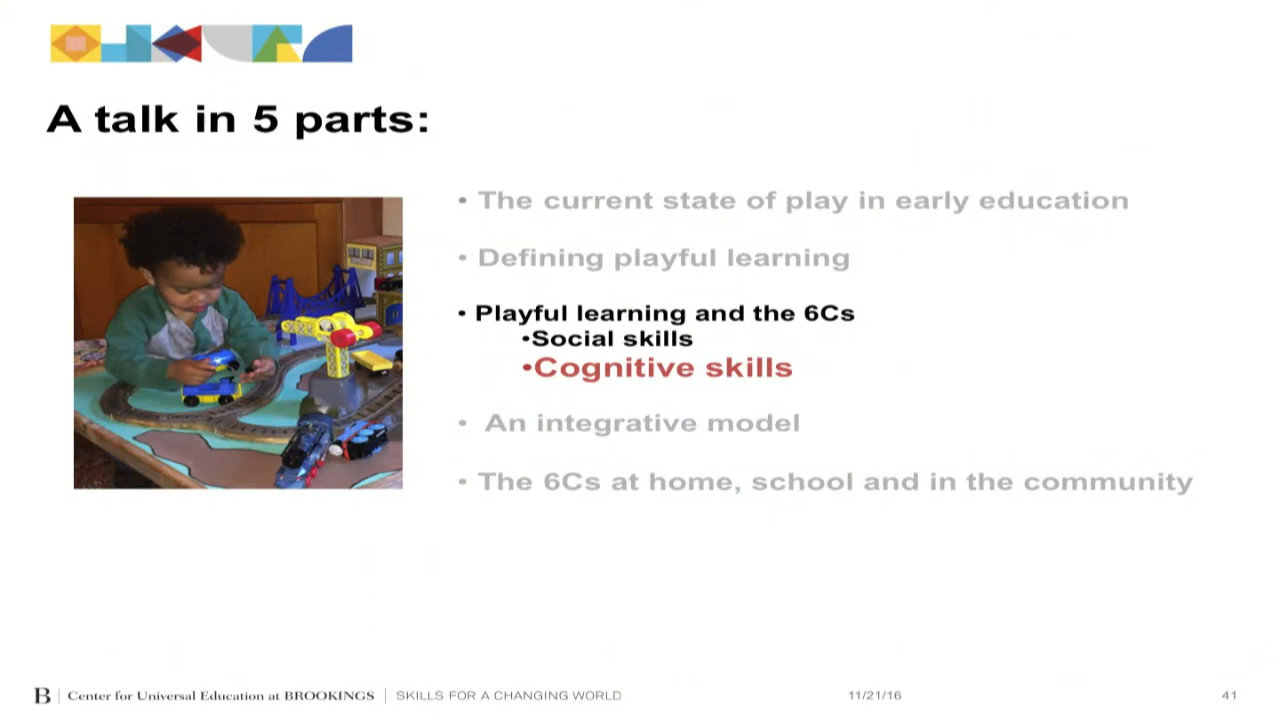 A talk in 5 parts:
• The current state of play in early education
• Defining playful learning
• Playful learning and the 6Cs
•Social skills
•Cognitive skills
• An integrative model
• The 6Cs at home, school and in the community
B | Center for Universal Education at BROOKINGS | SKILLS FOR A CHANGING WORLD 11/21/16 41